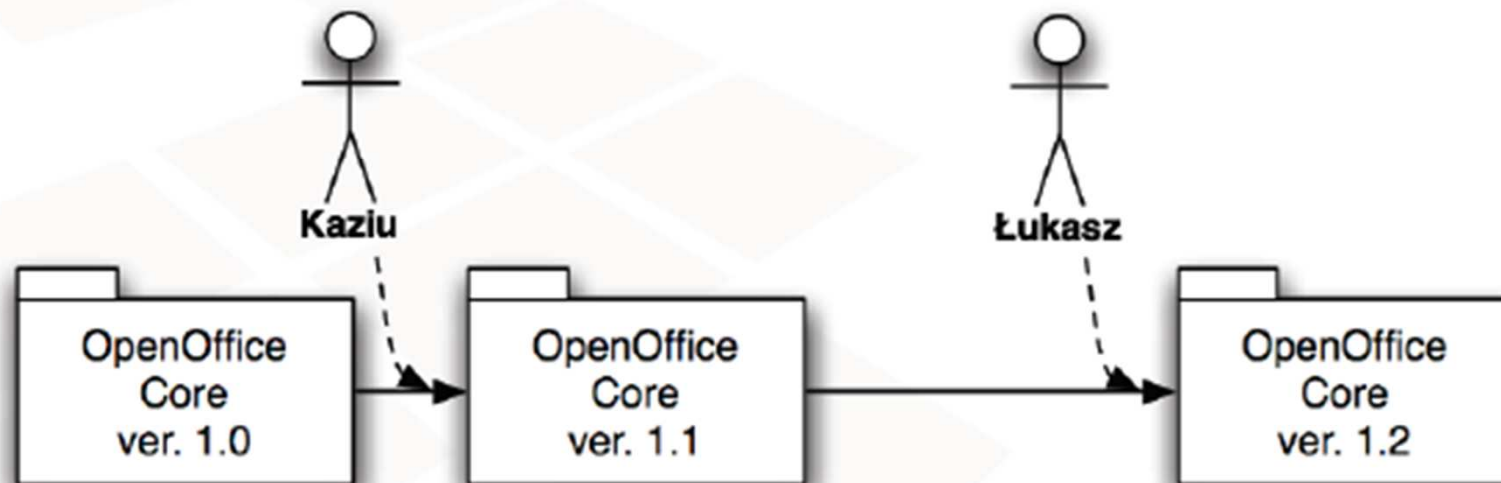 Kaziu
Łukasz
OpenOffice
Core
ver. 1.0
OpenOffice
Core
ver. 1.1
OpenOffice
Core
ver. 1.2